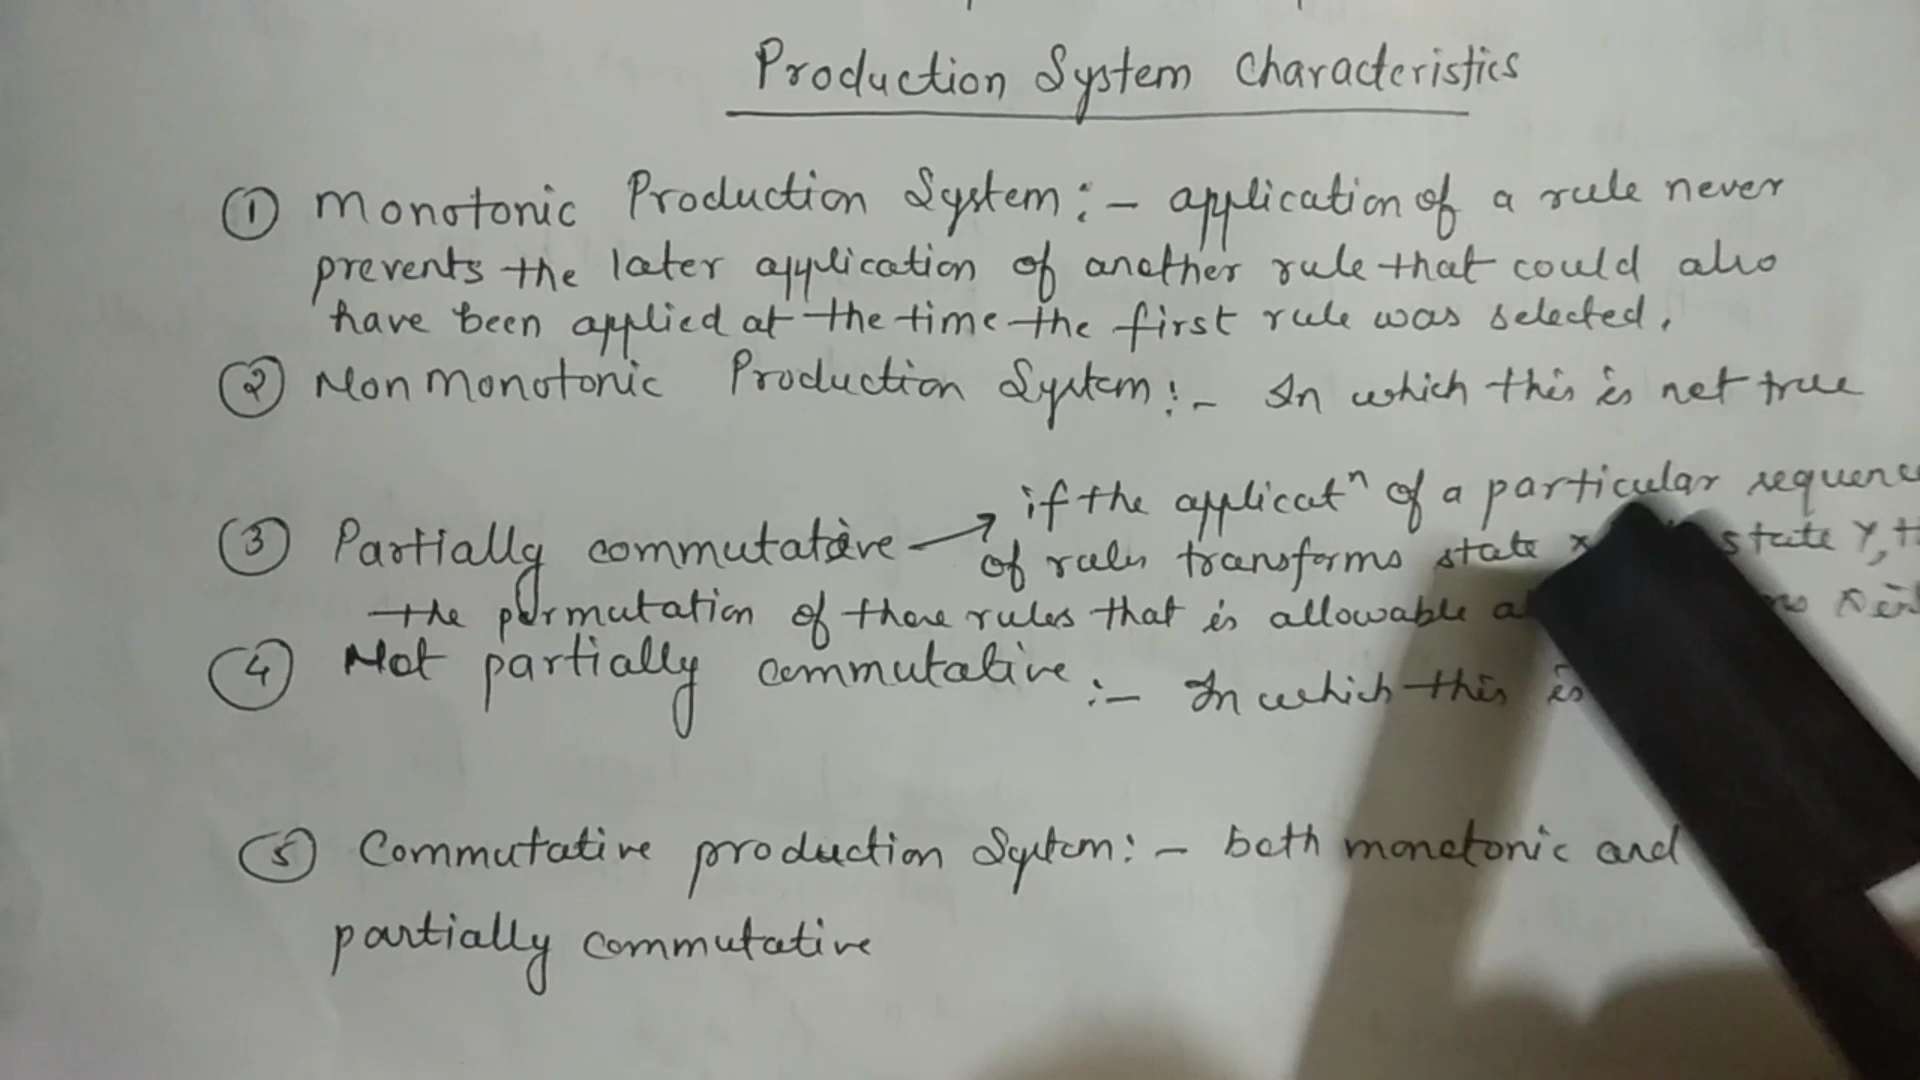 Production System Characteristics
① Monotonic Production System :- application of a rule never
prevents the later application of another rule that could also
have been applied at the time the first rule was selected.
② Non monotonic Production System :- In which this is not true
③ Partially commutative → if the applicatⁿ of a particular
of rules transforms state x state Y,
the permutation of those rules that is allowable
④ Not partially commutative :- In which this is
⑤ Commutative production System :- both monotonic and
partially commutative